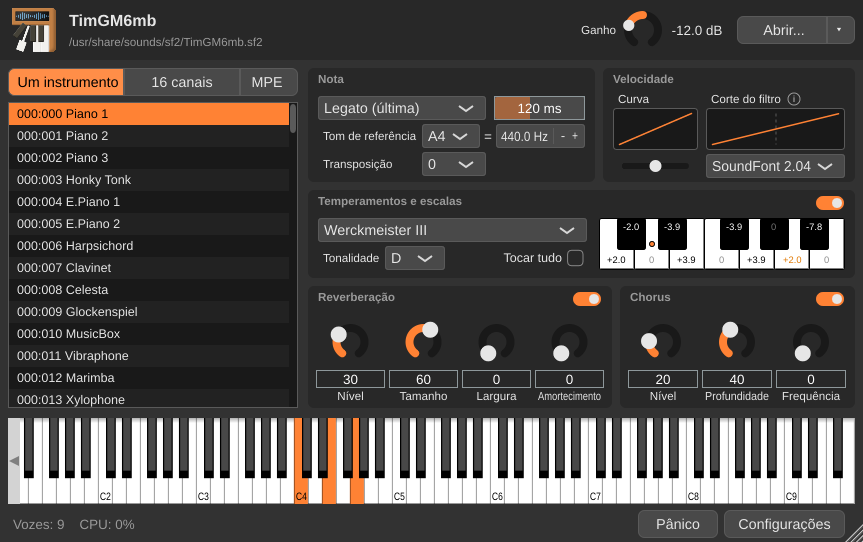 TimGM6mb
/usr/share/sounds/sf2/TimGM6mb.sf2
Ganho
-12.0 dB
Abrir...
Um instrumento
16 canais
MPE
000:000 Piano 1
000:001 Piano 2
000:002 Piano 3
000:003 Honky Tonk
000:004 E.Piano 1
000:005 E.Piano 2
000:006 Harpsichord
000:007 Clavinet
000:008 Celesta
000:009 Glockenspiel
000:010 MusicBox
000:011 Vibraphone
000:012 Marimba
000:013 Xylophone
Nota
Legato (última)
120 ms
Tom de referência
A4
=
440.0 Hz
- +
Transposição
0
Velocidade
Curva
Corte do filtro
i
SoundFont 2.04
Temperamentos e escalas
Werckmeister III
Tonalidade
D
Tocar tudo
-2.0 -3.9 -3.9 0 -7.8
+2.0 0 +3.9 0 +3.9 +2.0 0
Reverberação
30 60 0 0
Nível Tamanho Largura Amortecimento
Chorus
20 40 0
Nível Profundidade Frequência
C2 C3 C4 C5 C6 C7 C8 C9
Vozes: 9
CPU: 0%
Pânico
Configurações